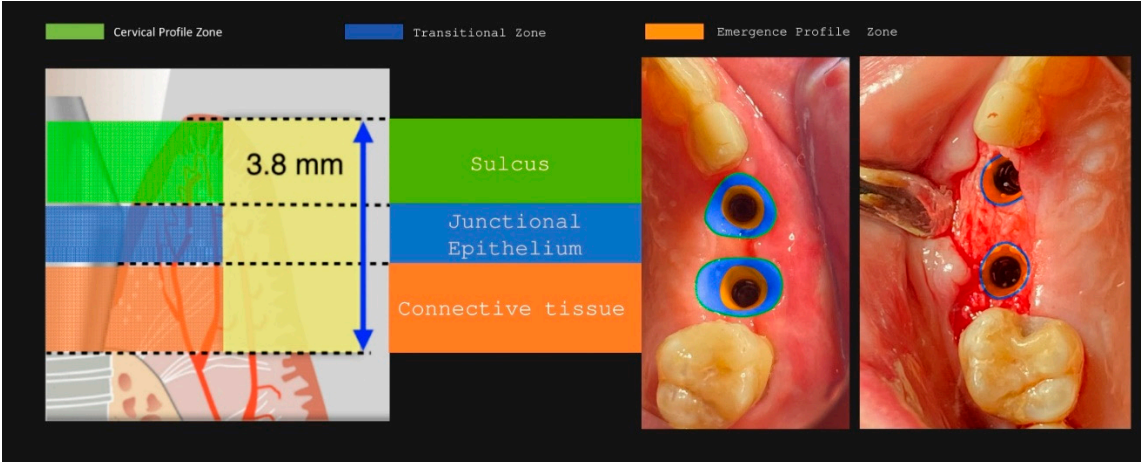 Cervical Profile Zone
Transitional Zone
Emergence Profile Zone
3.8 mm
Sulcus
Junctional
Epithelium
Connective tissue